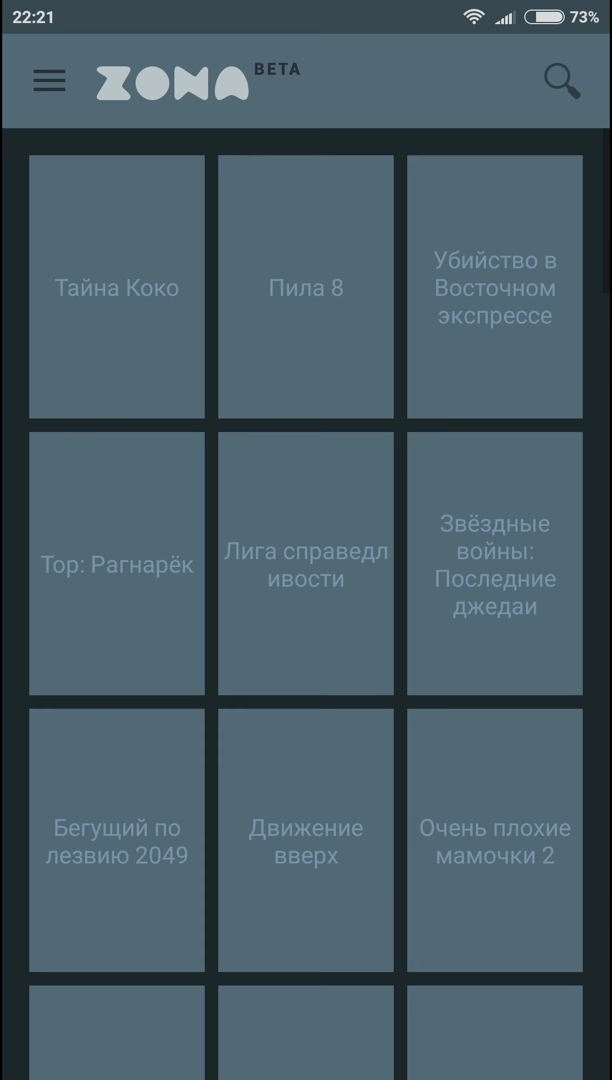 22:21
73%
ZONA BETA
Тайна Коко
Пила 8
Убийство в
Восточном
экспрессе
Тор: Рагнарёк
Лига справедл
ивости
Звёздные
войны:
Последние
джедаи
Бегущий по
лезвию 2049
Движение
вверх
Очень плохие
мамочки 2